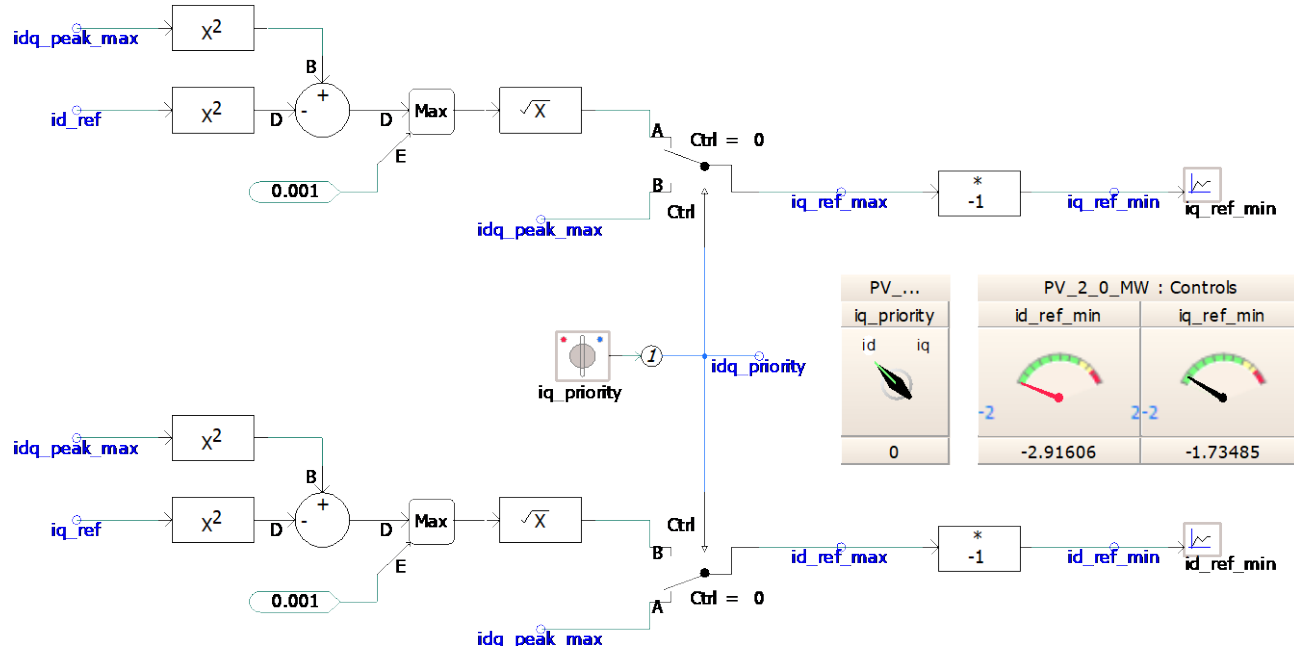 idq_peak_max
X2
B
+
-
id_ref
X2
D
D
Max
√X
E
0.001
A
Ctrl = 0
B
Ctrl
idq_peak_max
iq_ref_max
*
-1
iq_ref_min
iq_ref_min
iq_priority
1
idq_priority
PV_...
iq_priority
id iq
0
PV_2_0_MW : Controls
id_ref_min iq_ref_min
-2 2 -2
-2.91606 -1.73485
idq_peak_max
X2
B
+
-
iq_ref
X2
D
D
Max
√X
E
0.001
Ctrl
B
A
Ctrl = 0
idq_peak_max
id_ref_max
*
-1
id_ref_min
id_ref_min